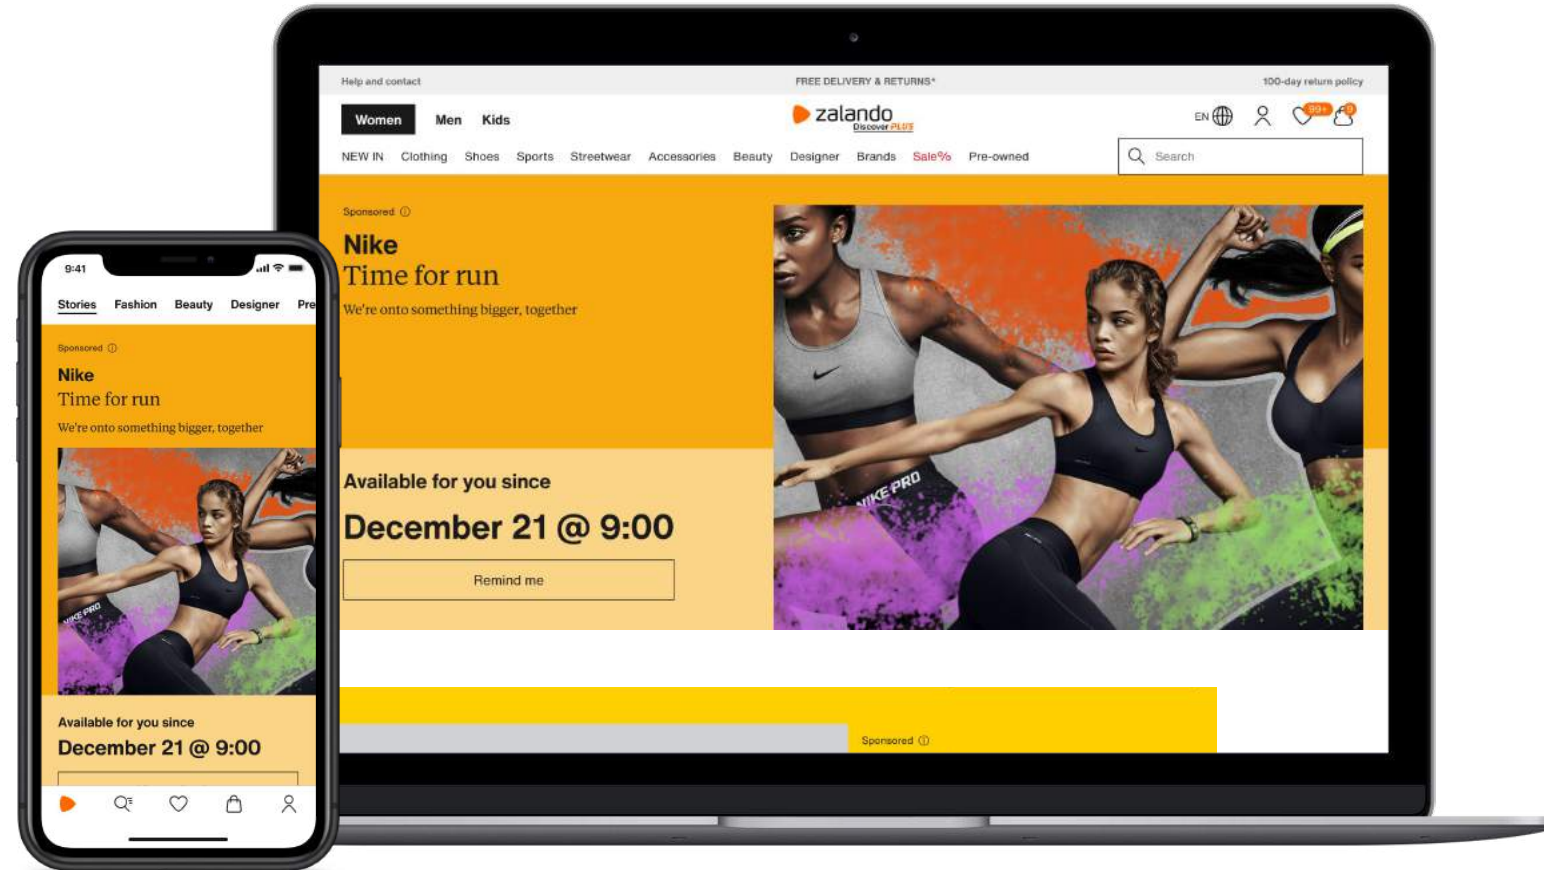 Help and contact
FREE DELIVERY & RETURNS*
100-day return policy
Women Men Kids
zalando
Discover PLUS
EN
99+
9
NEW IN Clothing Shoes Sports Streetwear Accessories Beauty Designer Brands Sale% Pre-owned
Search
Sponsored
Nike
Time for run
We're onto something bigger, together
Available for you since
December 21 @ 9:00
Remind me
NIKE PRO
Sponsored
9:41
Stories Fashion Beauty Designer Pre
Sponsored
Nike
Time for run
We're onto something bigger, together
NIKE PRO
Available for you since
December 21 @ 9:00